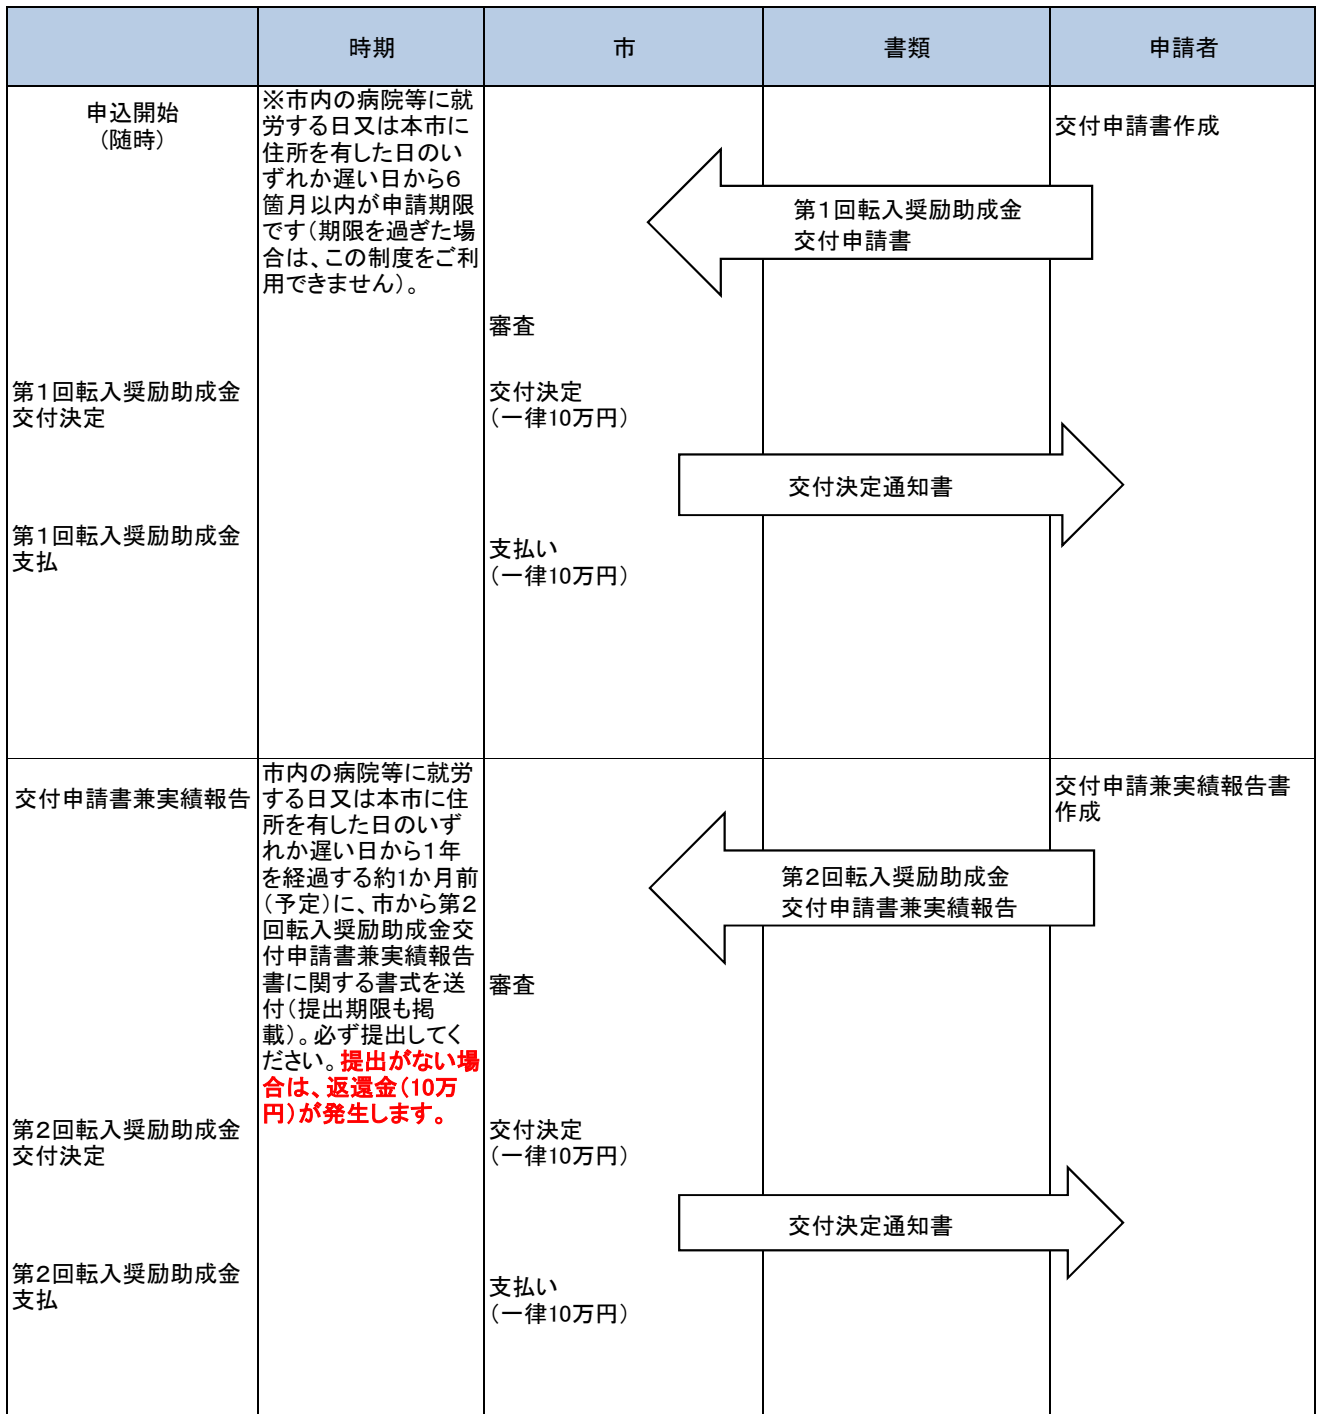 時期
市
書類
申請者
申込開始
（随時）
※市内の病院等に就
労する日又は本市に
住所を有した日のい
ずれか遅い日から６
箇月以内が申請期限
です（期限を過ぎた場
合は、この制度をご利
用できません）。
交付申請書作成
第１回転入奨励助成金
交付申請書
審査
第１回転入奨励助成金
交付決定
交付決定
（一律10万円）
交付決定通知書
第１回転入奨励助成金
支払
支払い
（一律10万円）
交付申請書兼実績報告
市内の病院等に就労
する日又は本市に住
所を有した日のいず
れか遅い日から１年
を経過する約1か月前
（予定）に、市から第２
回転入奨励助成金交
付申請書兼実績報告
書に関する書式を送
付（提出期限も掲
載）。必ず提出してく
ださい。提出がない場
合は、返還金（10万
円）が発生します。
交付申請兼実績報告書
作成
第２回転入奨励助成金
交付申請書兼実績報告
審査
第２回転入奨励助成金
交付決定
交付決定
（一律10万円）
交付決定通知書
第２回転入奨励助成金
支払
支払い
（一律10万円）